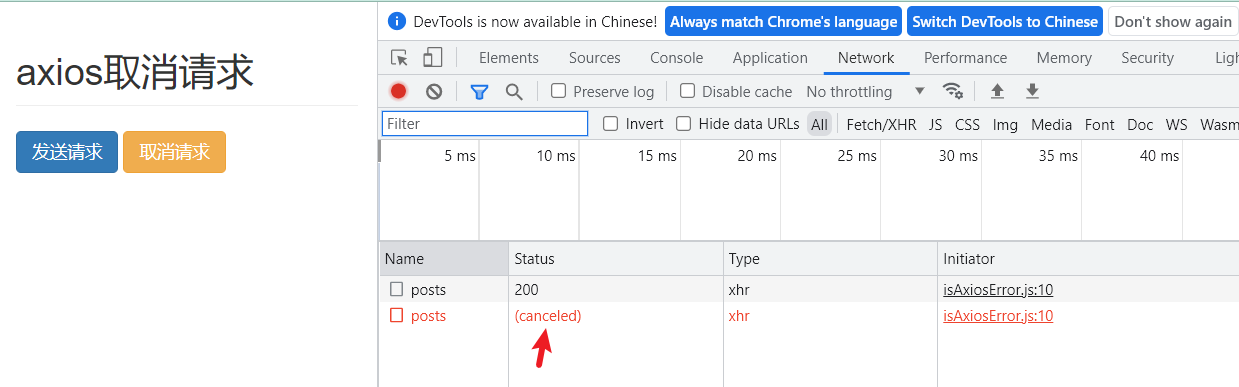 DevTools is now available in Chinese! Always match Chrome's language Switch DevTools to Chinese Don't show again
axios取消请求
发送请求 取消请求
Elements Sources Console Application Network Performance Memory Security Ligh
Preserve log Disable cache No throttling
Filter Invert Hide data URLs All Fetch/XHR JS CSS Img Media Font Doc WS Wasm
5 ms 10 ms 15 ms 20 ms 25 ms 30 ms 35 ms 40 ms
Name Status Type Initiator
posts 200 xhr isAxiosError.js:10
posts (canceled) xhr isAxiosError.js:10